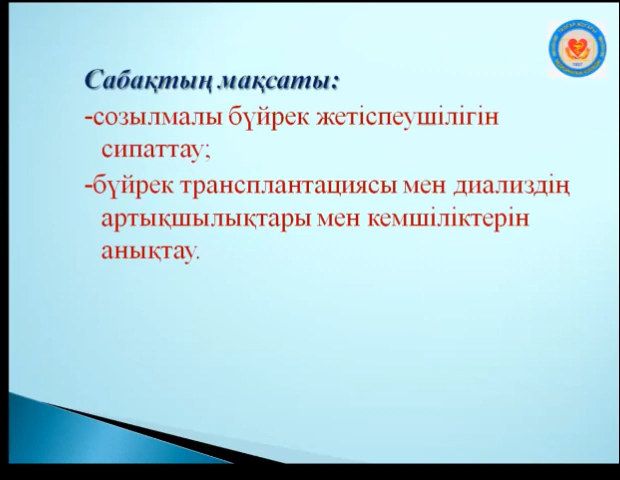 Сабақтың мақсаты:
-созылмалы бүйрек жетіспеушілігін
сипаттау;
-бүйрек трансплантациясы мен диализдің
артықшылықтары мен кемшіліктерін
анықтау.